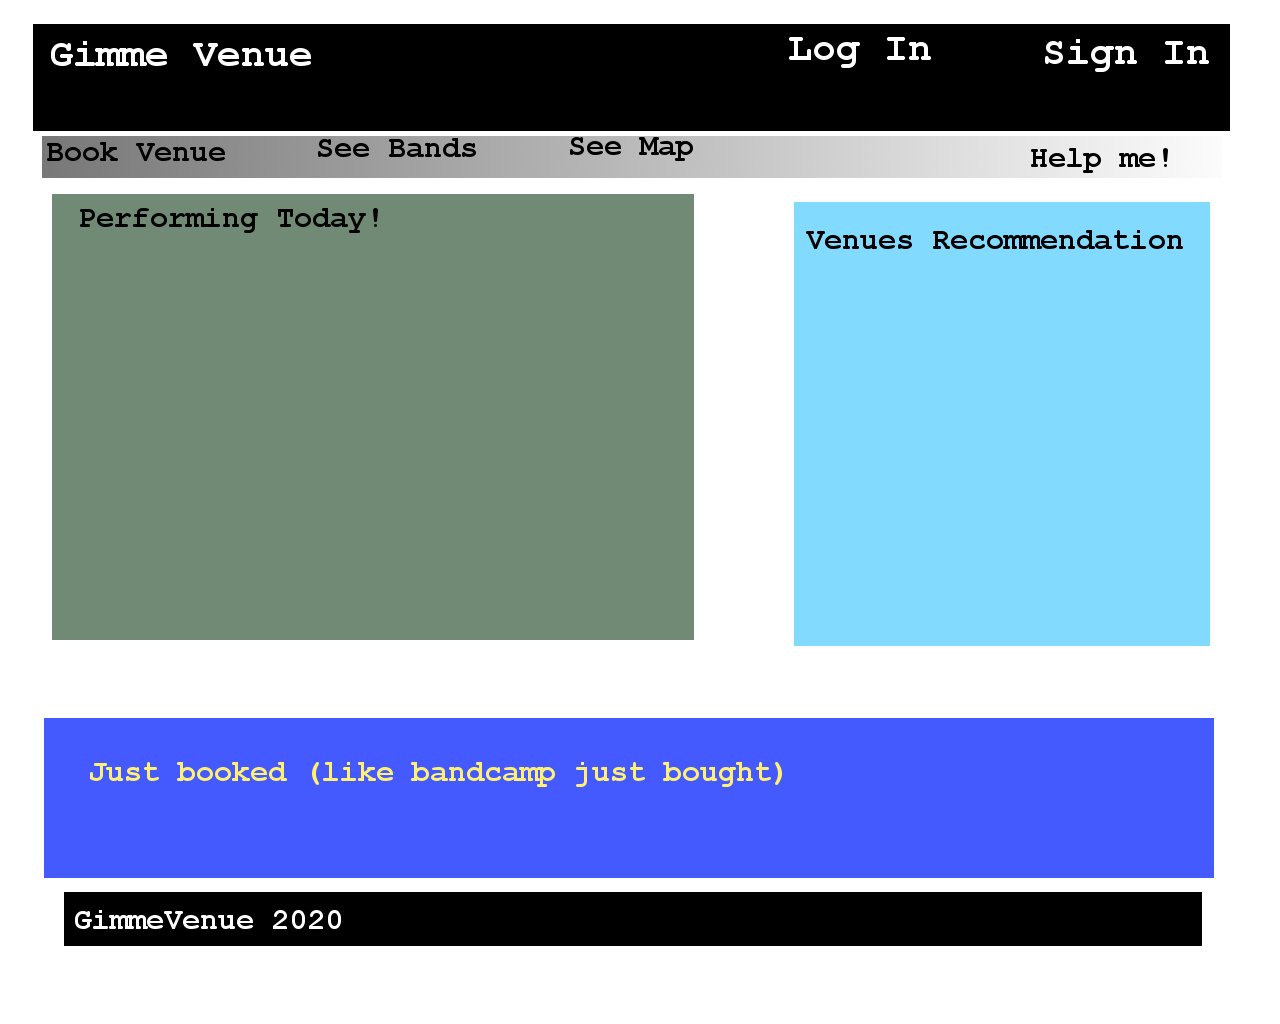 Gimme Venue
Log In
Sign In
Book Venue
See Bands
See Map
Help me!
Performing Today!
Venues Recommendation
Just booked (like bandcamp just bought)
GimmeVenue 2020